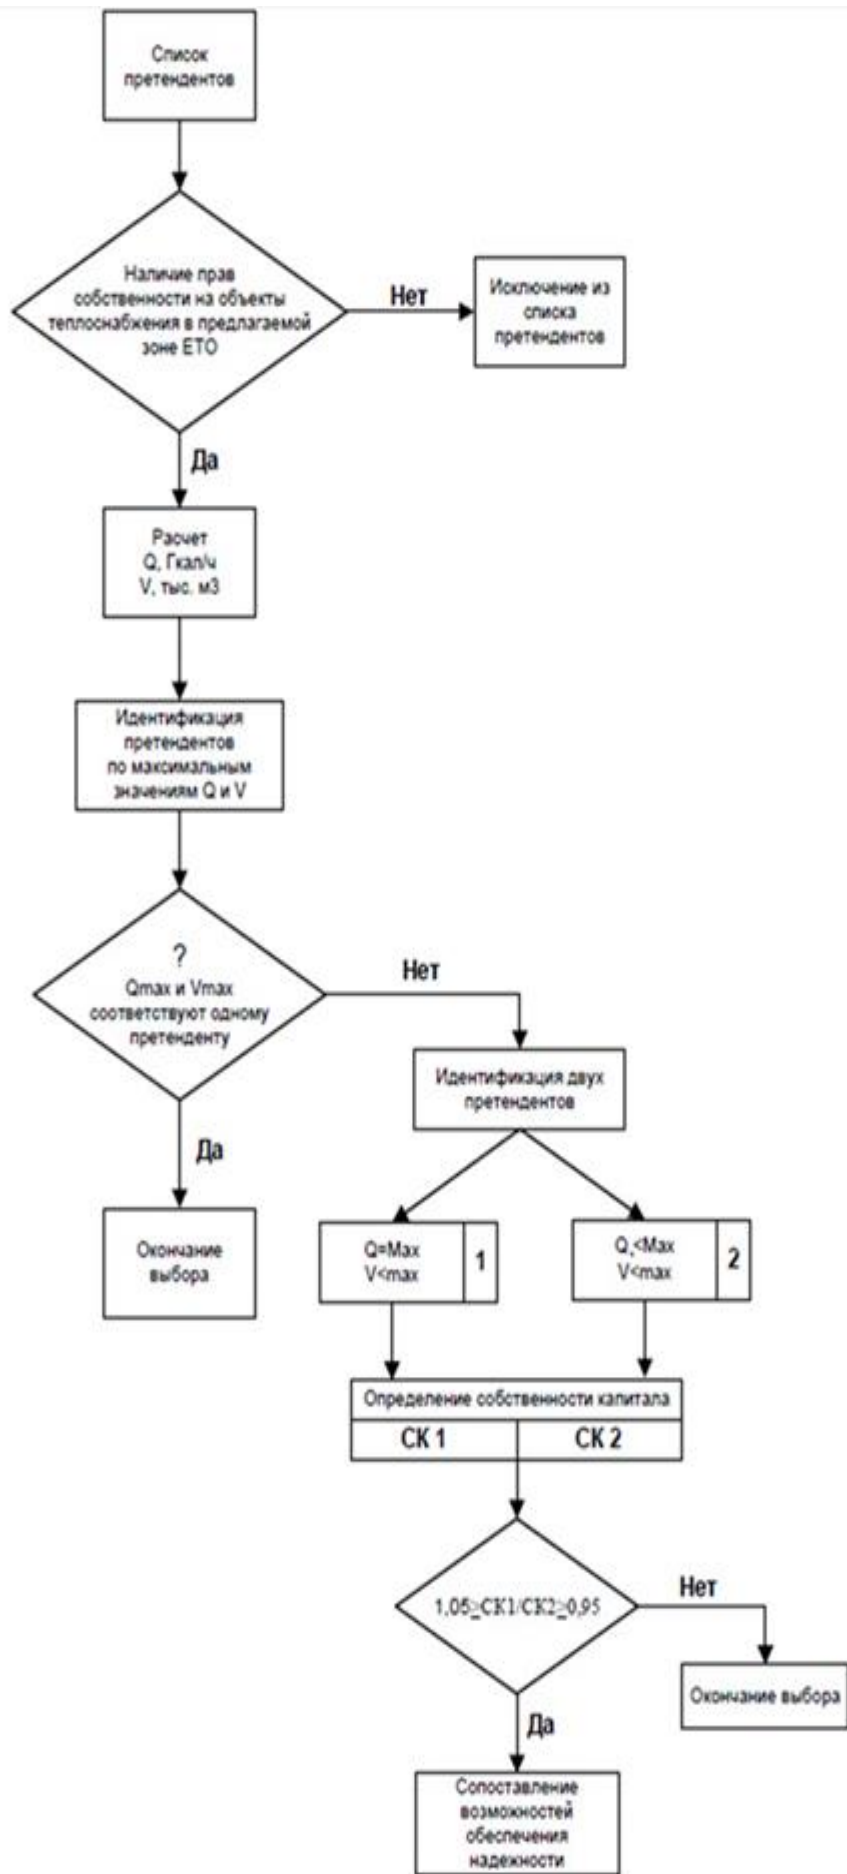 Список
претендентов
Наличие прав
собственности на объекты
теплоснабжения в предлагаемой
зоне ЕТО
Нет
Исключение из
списка
претендентов
Да
Расчет
Q, Гкал/ч
V, тыс. м3
Идентификация
претендентов
по максимальным
значениям Q и V
?
Qmax и Vmax
соответствуют одному
претенденту
Нет
Идентификация двух
претендентов
Да
Окончание
выбора
Q=Max
V<max
1
Q,<Max
V<max
2
Определение собственности капитала
СК 1
СК 2
1,05≥СК1/СК2≥0,95
Нет
Окончание выбора
Да
Сопоставление
возможностей
обеспечения
надежности